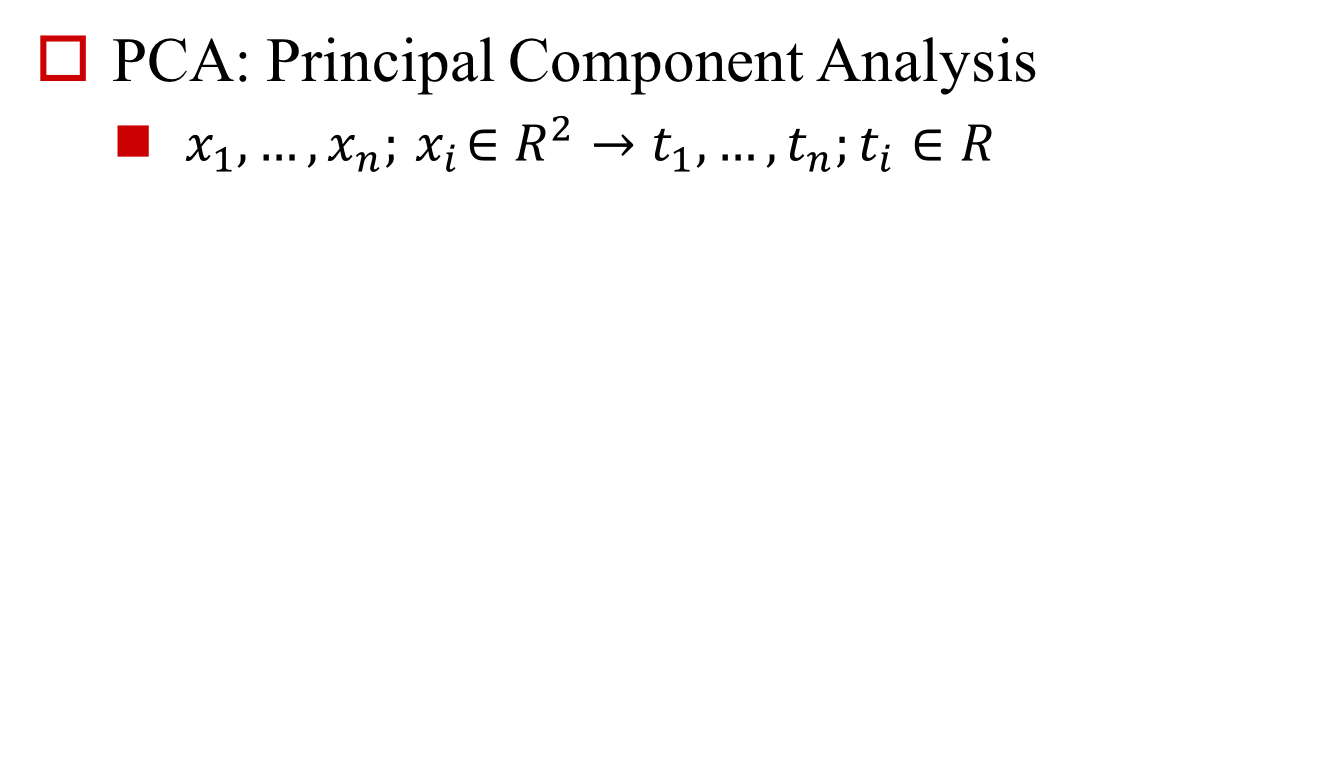 PCA: Principal Component Analysis
x₁, … , xₙ; xᵢ ∈ R² → t₁, … , tₙ; tᵢ ∈ R